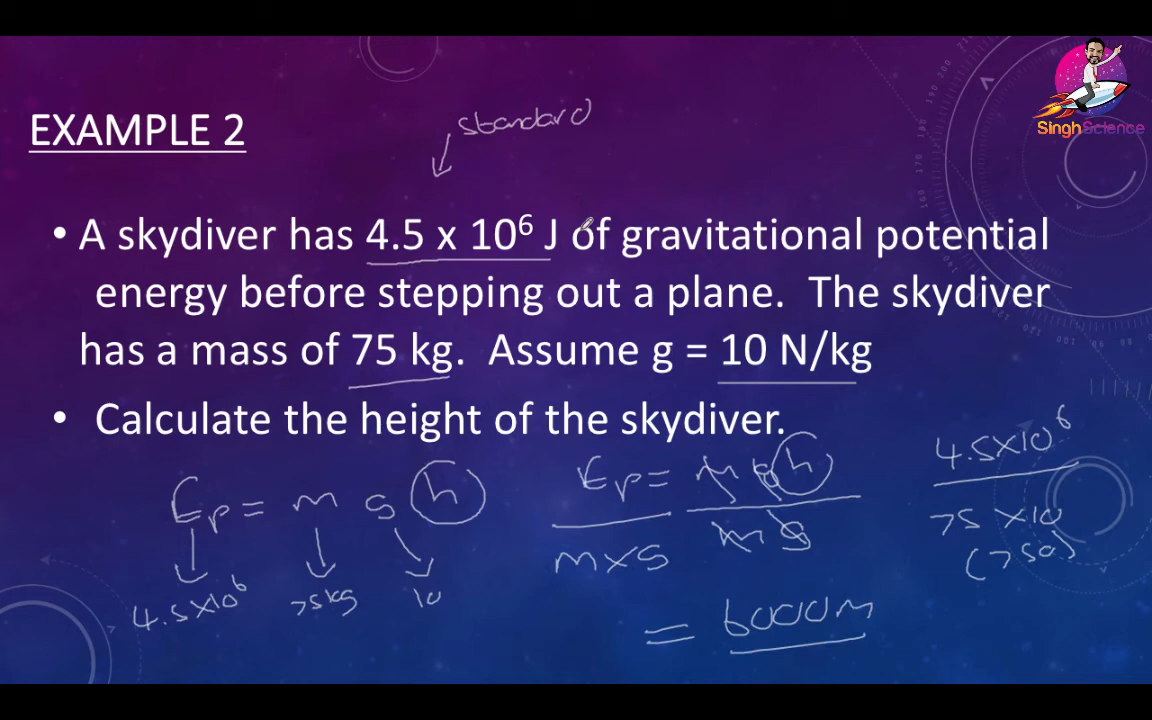 SinghScience
EXAMPLE 2
standard
• A skydiver has 4.5 x 10⁶ J of gravitational potential
energy before stepping out a plane. The skydiver
has a mass of 75 kg. Assume g = 10 N/kg
• Calculate the height of the skydiver.
Ep = m g h
4.5X10⁶ 75kg 10
Ep = m g h
m x g m g
4.5X10⁶
75 X10
(750)
= 6000m